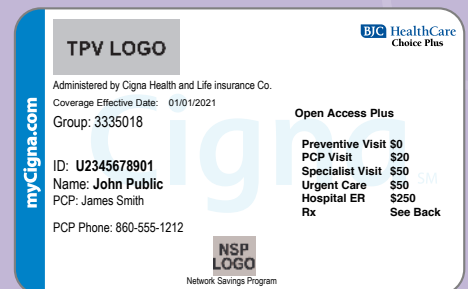 BJC HealthCare
Choice Plus
TPV LOGO
Administered by Cigna Health and Life insurance Co.
Coverage Effective Date: 01/01/2021
Group: 3335018
Open Access Plus
myCigna.com
Cigna
SM
Preventive Visit $0
PCP Visit $20
Specialist Visit $50
Urgent Care $50
Hospital ER $250
Rx See Back
ID: U2345678901
Name: John Public
PCP: James Smith
PCP Phone: 860-555-1212
NSP
LOGO
Network Savings Program